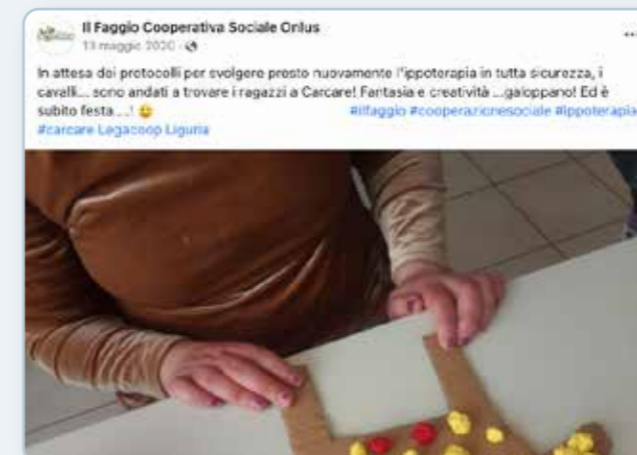 Il Faggio Cooperativa Sociale Onlus
13 maggio 2020
In attesa dei protocolli per svolgere presto nuovamente l'ippoterapia in tutta sicurezza, i
cavalli... sono andati a trovare i ragazzi a Carcare! Fantasia e creatività ...galoppano! Ed è
subito festa....! #ilfaggio #cooperazionesociale #ippoterapia
#carcare Legacoop Liguria